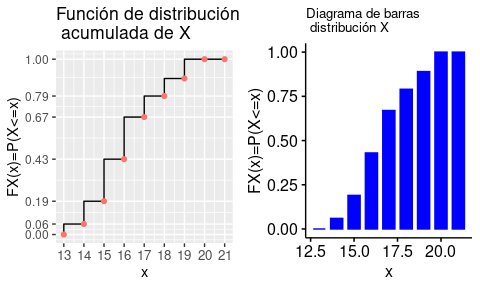 Función de distribución
acumulada de X
FX(x)=P(X<=x)
1.00
0.79
0.67
0.43
0.19
0.06
0.00
13 14 15 16 17 18 19 20 21
x
Diagrama de barras
distribución X
FX(x)=P(X<=x)
1.00
0.75
0.50
0.25
0.00
12.5 15.0 17.5 20.0
x